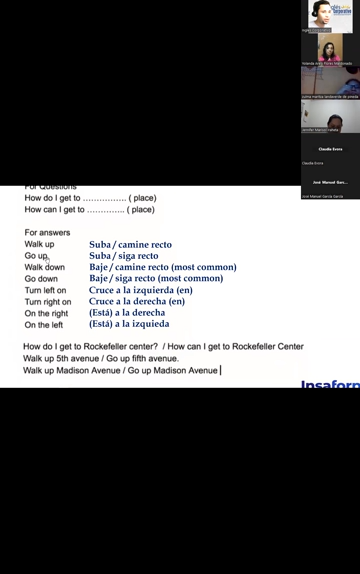 Claudia Evora
Claudia Evora
José Manuel Garc...
José Manuel García García
For Questions
How do I get to ................ ( place)
How can I get to .............. ( place)
For answers
Walk up Suba / camine recto
Go up Suba / siga recto
Walk down Baje / camine recto (most common)
Go down Baje / siga recto (most common)
Turn left on Cruce a la izquierda (en)
Turn right on Cruce a la derecha (en)
On the right (Está) a la derecha
On the left (Está) a la izquieda
How do I get to Rockefeller center? / How can I get to Rockefeller Center
Walk up 5th avenue / Go up fifth avenue.
Walk up Madison Avenue / Go up Madison Avenue
Insaforp